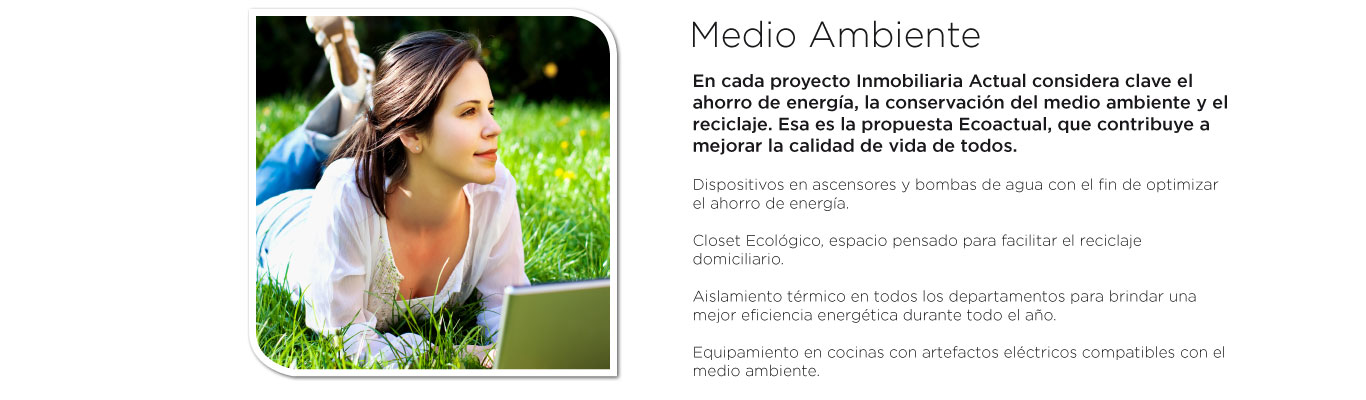 Medio Ambiente
En cada proyecto Inmobiliaria Actual considera clave el
ahorro de energía, la conservación del medio ambiente y el
reciclaje. Esa es la propuesta Ecoactual, que contribuye a
mejorar la calidad de vida de todos.
Dispositivos en ascensores y bombas de agua con el fin de optimizar
el ahorro de energía.
Closet Ecológico, espacio pensado para facilitar el reciclaje
domiciliario.
Aislamiento térmico en todos los departamentos para brindar una
mejor eficiencia energética durante todo el año.
Equipamiento en cocinas con artefactos eléctricos compatibles con el
medio ambiente.